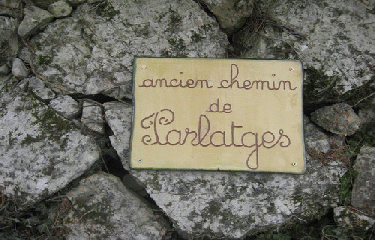 ancien chemin
de
Parlatges